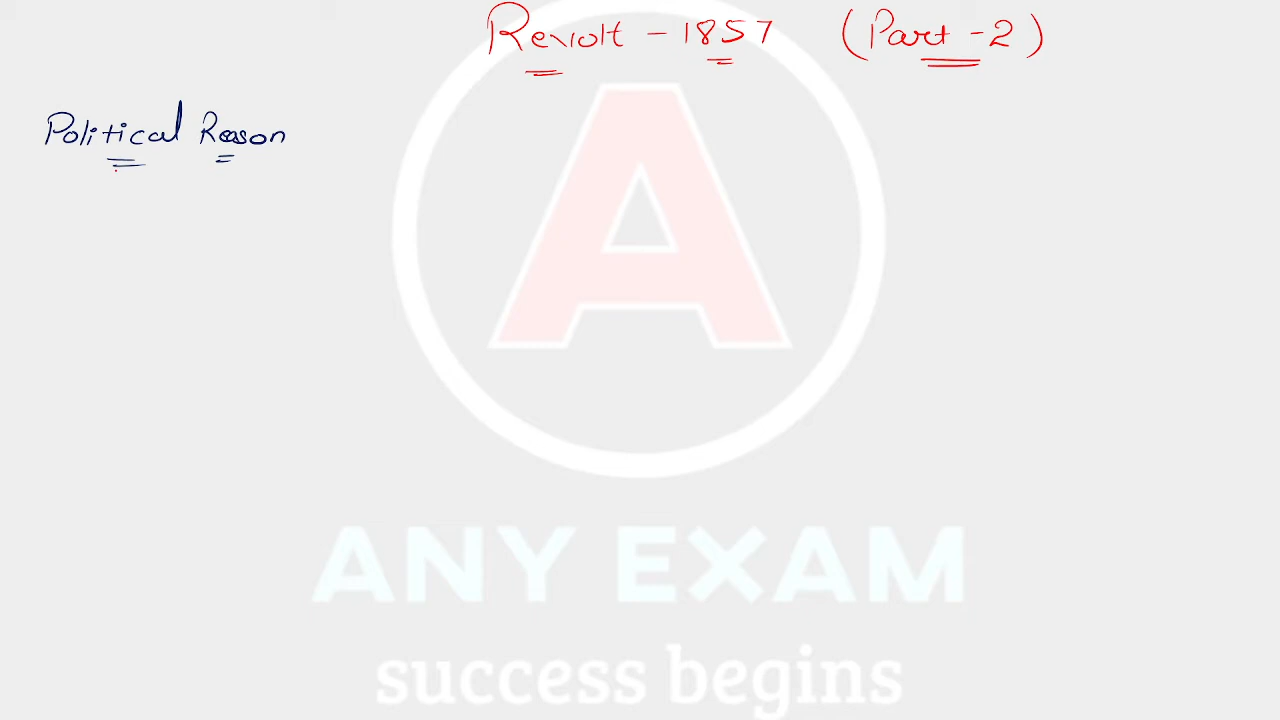 Revolt - 1857 (Part - 2)
Political Reason
A
ANY EXAM
success begins